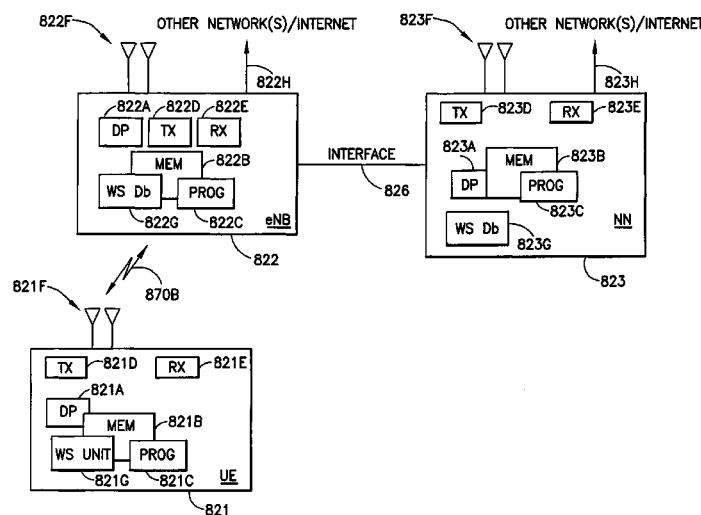 822F
OTHER NETWORK(S)/INTERNET
822H
822A 822D 822E
DP TX RX
MEM
822B
WS Db
PROG
822G
822C
eNB
822
INTERFACE
826
823F
OTHER NETWORK(S)/INTERNET
823H
TX
823D
RX
823E
823A
MEM
823B
DP
PROG
823C
WS Db
823G
NN
823
821F
870B
TX
821D
RX
821E
821A
DP
MEM
821B
WS UNIT
PROG
821G
821C
UE
821